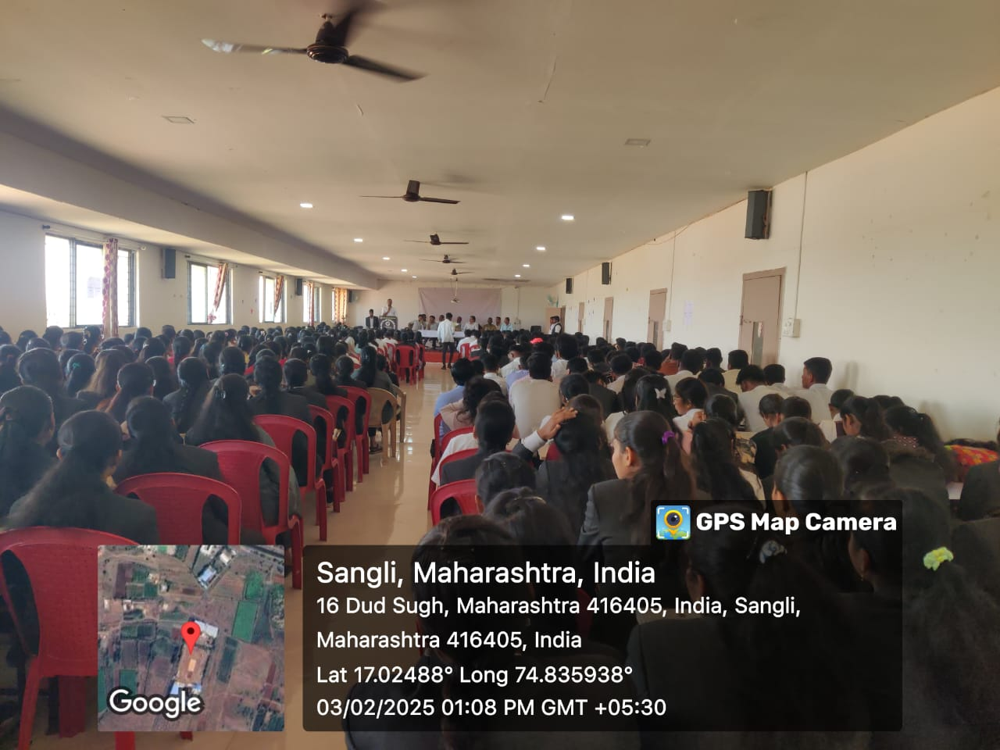 GPS Map Camera
Sangli, Maharashtra, India
16 Dud Sugh, Maharashtra 416405, India, Sangli,
Maharashtra 416405, India
Lat 17.02488° Long 74.835938°
03/02/2025 01:08 PM GMT +05:30
Google